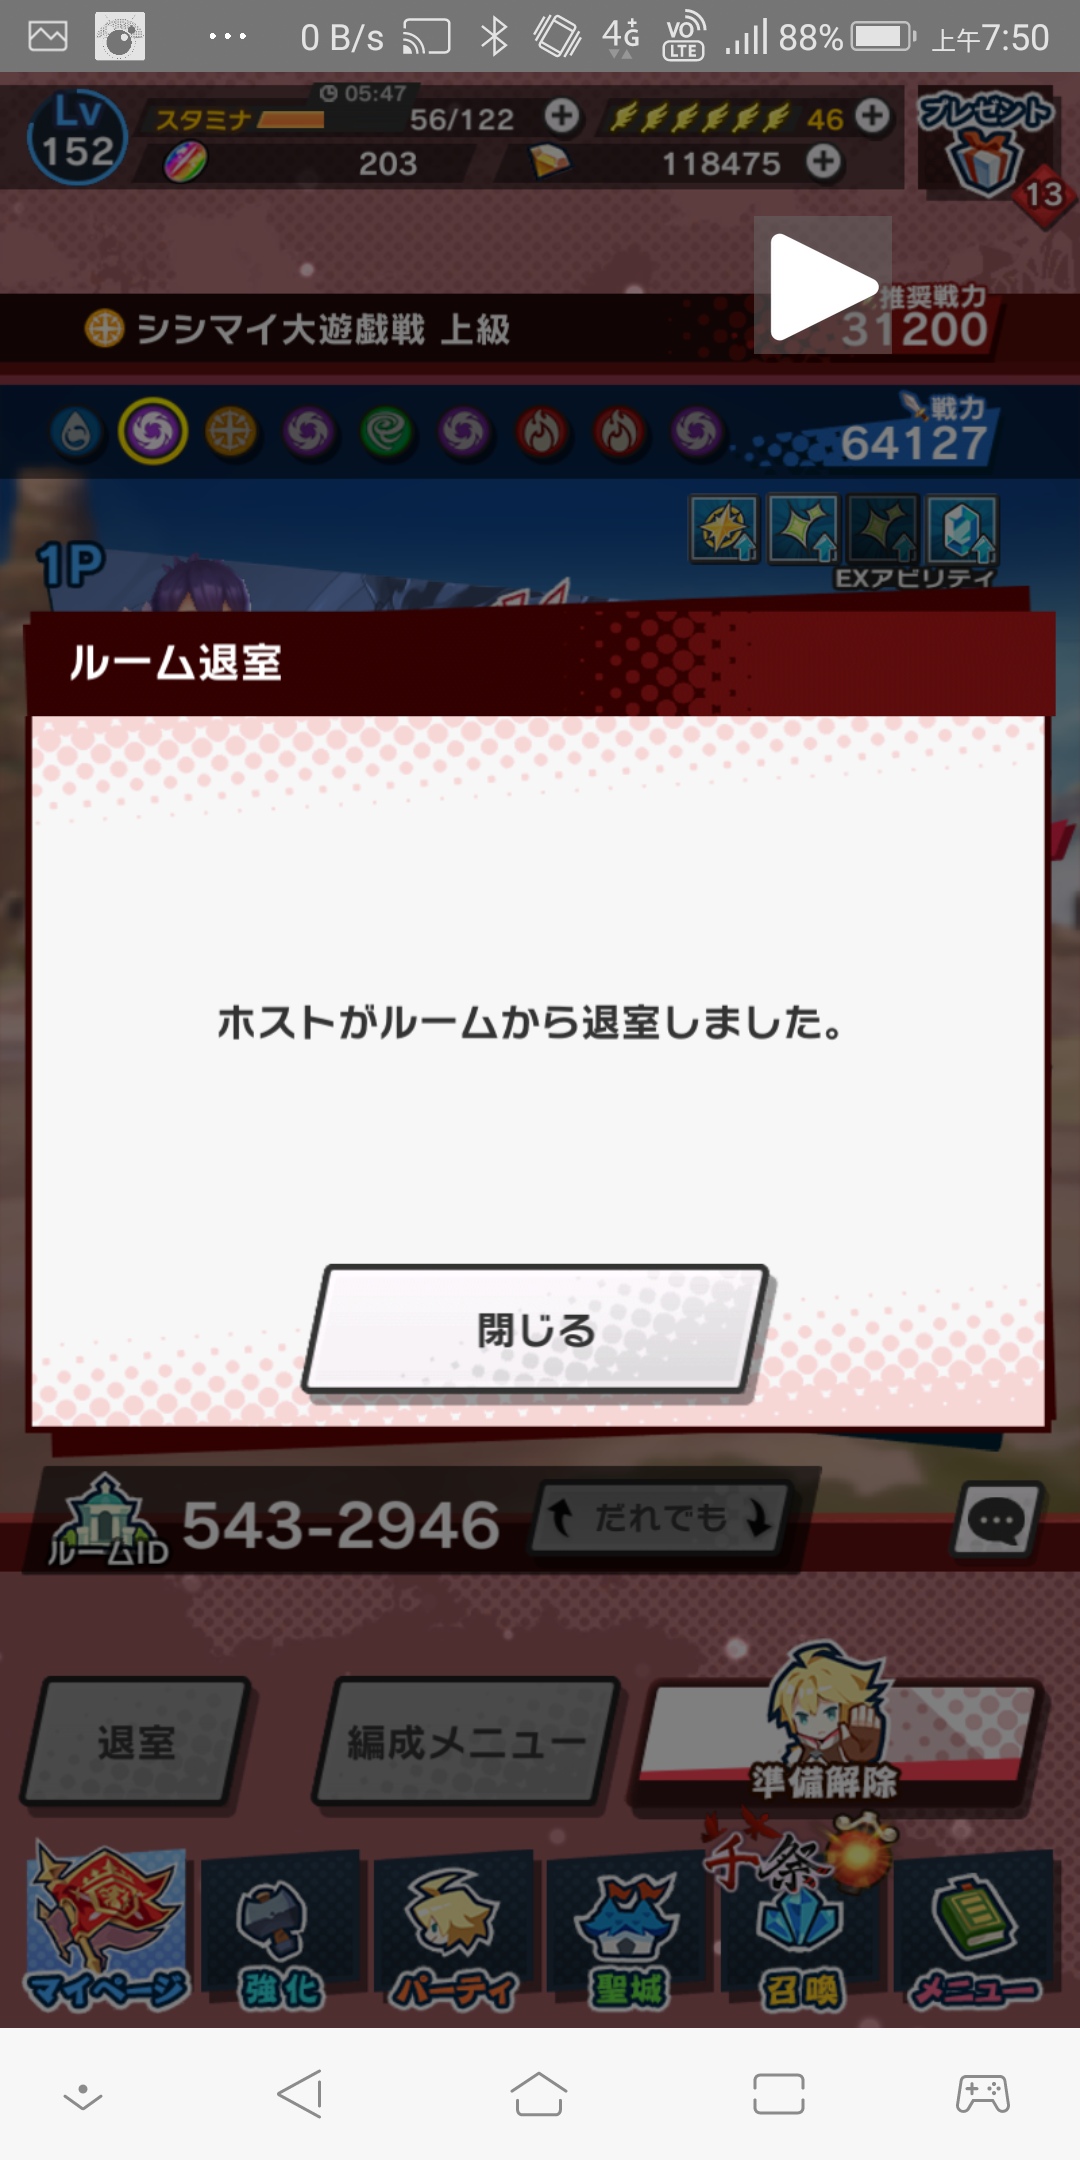 0 B/s 4G VO LTE 88% 上午7:50
Lv 152
スタミナ 05:47 56/122 46
203 118475
プレゼント 13
シシマイ大遊戯戦 上級
推奨戦力 31200
戦力 64127
1P
EXアビリティ
ルーム退室
ホストがルームから退室しました。
閉じる
ルームID 543-2946 だれでも
退室 編成メニュー 準備解除
千祭
マイページ 強化 パーティ 聖城 召喚 メニュー